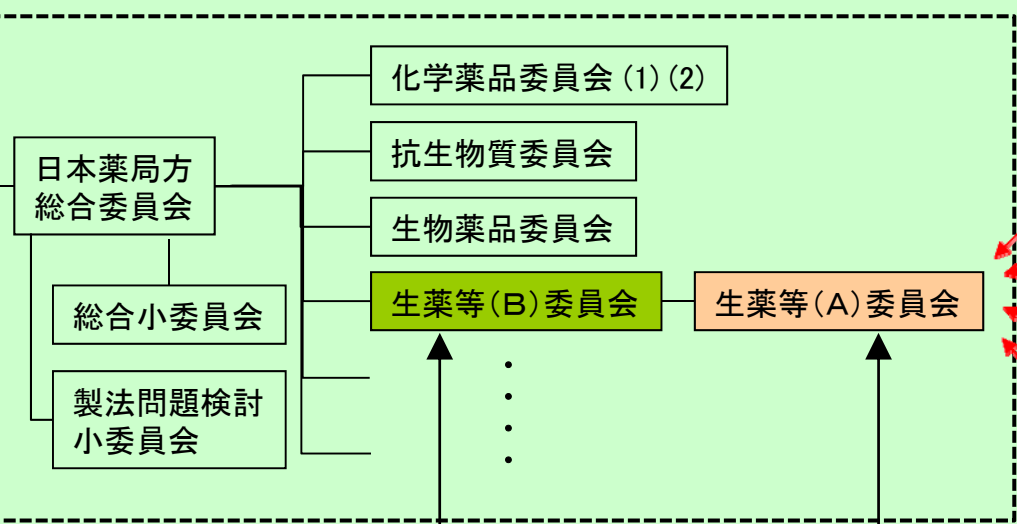 化学薬品委員会(1)(2)
抗生物質委員会
日本薬局方
総合委員会
生物薬品委員会
生薬等(B)委員会
生薬等(A)委員会
総合小委員会
製法問題検討
小委員会